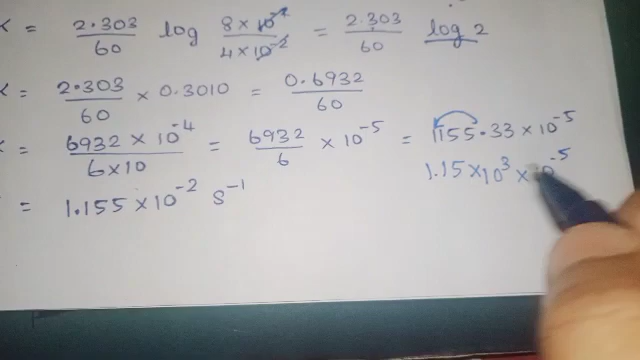 K = 2.303/60 log 8 × 10⁻²/4 × 10⁻² = 2.303/60 log 2
K = 2.303/60 × 0.3010 = 0.6932/60
K = 6932 × 10⁻⁴/6 × 10 = 6932/6 × 10⁻⁵ = 1155.33 × 10⁻⁵
1.15 × 10³ × 10⁻⁵
= 1.155 × 10⁻² s⁻¹